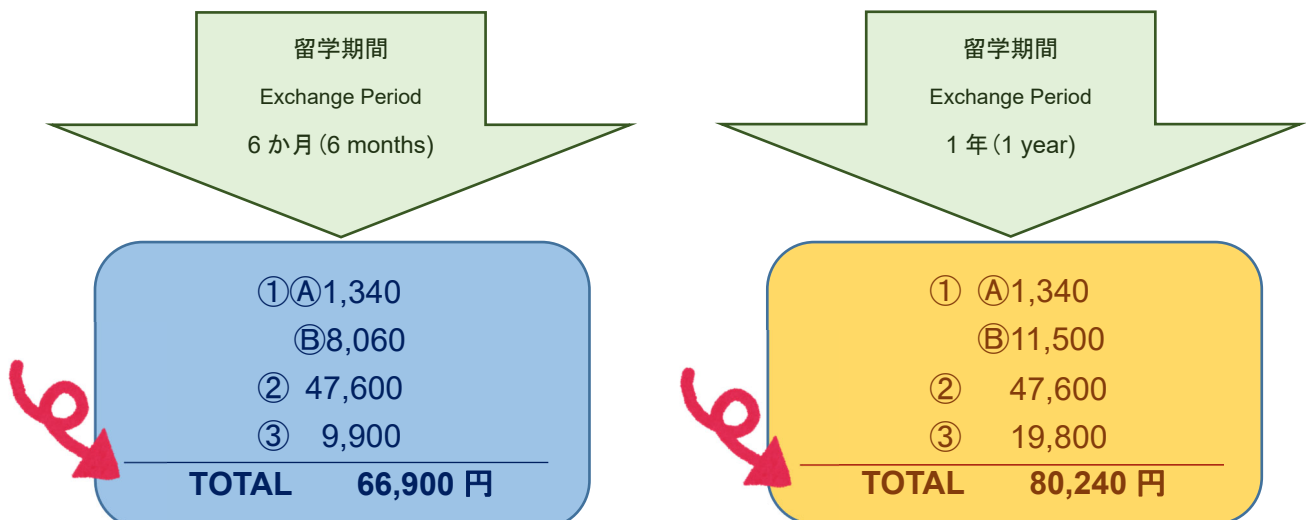 留学期間
Exchange Period
6 か月(6 months)
①Ⓐ1,340
Ⓑ8,060
② 47,600
③ 9,900
TOTAL 66,900 円
留学期間
Exchange Period
1 年(1 year)
① Ⓐ1,340
Ⓑ11,500
② 47,600
③ 19,800
TOTAL 80,240 円